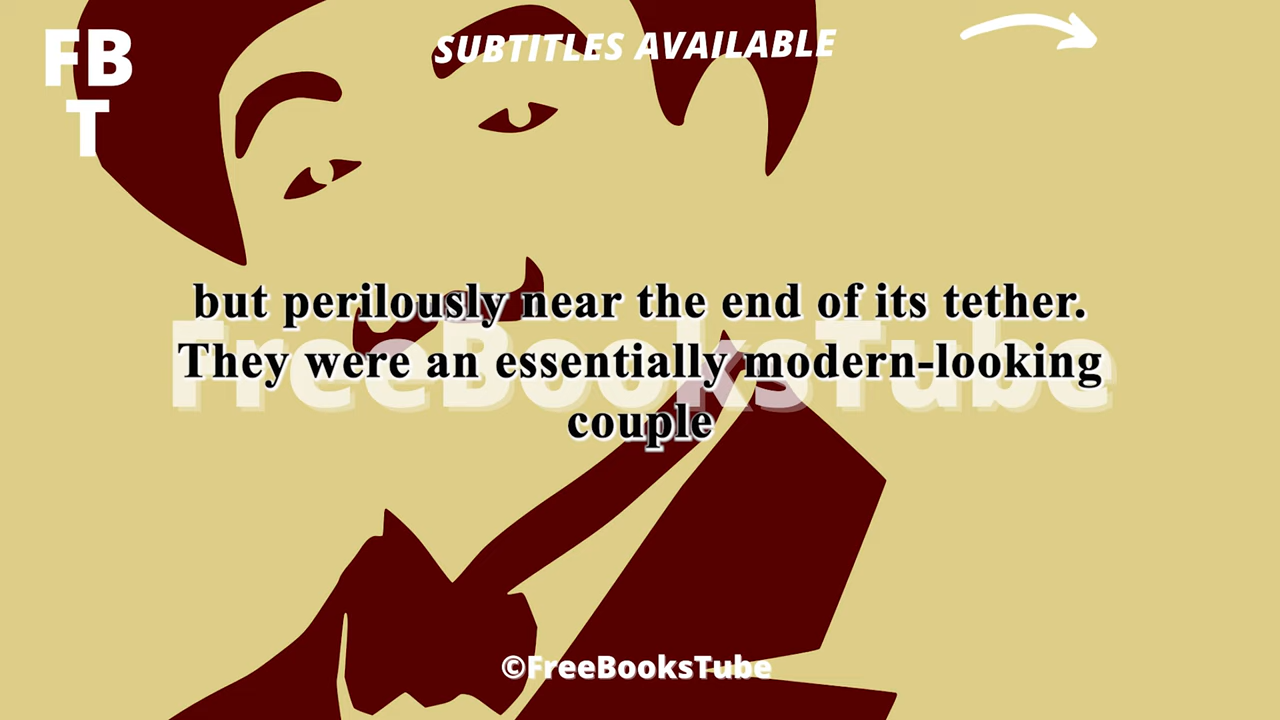 FB
T
SUBTITLES AVAILABLE
but perilously near the end of its tether.
They were an essentially modern-looking
couple
FreeBooksTube
©FreeBooksTube